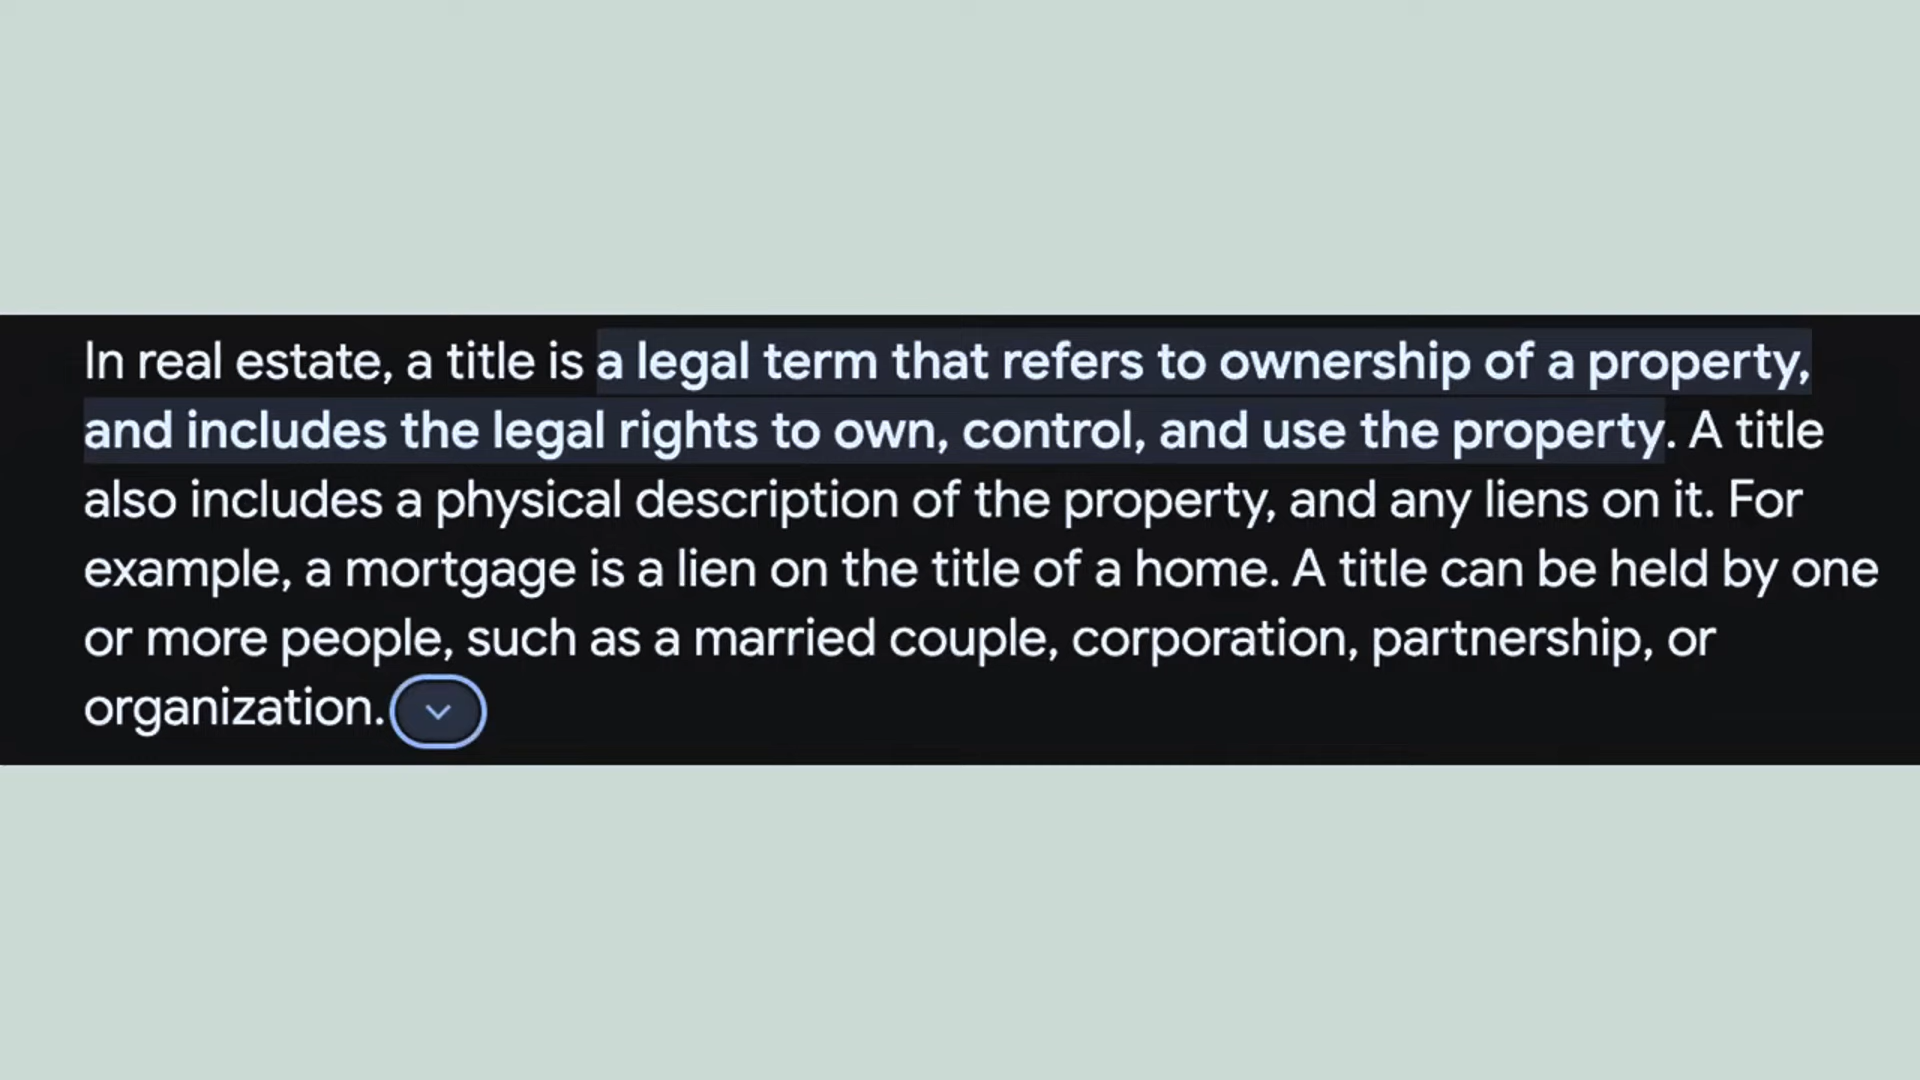 In real estate, a title is a legal term that refers to ownership of a property,
and includes the legal rights to own, control, and use the property. A title
also includes a physical description of the property, and any liens on it. For
example, a mortgage is a lien on the title of a home. A title can be held by one
or more people, such as a married couple, corporation, partnership, or
organization.